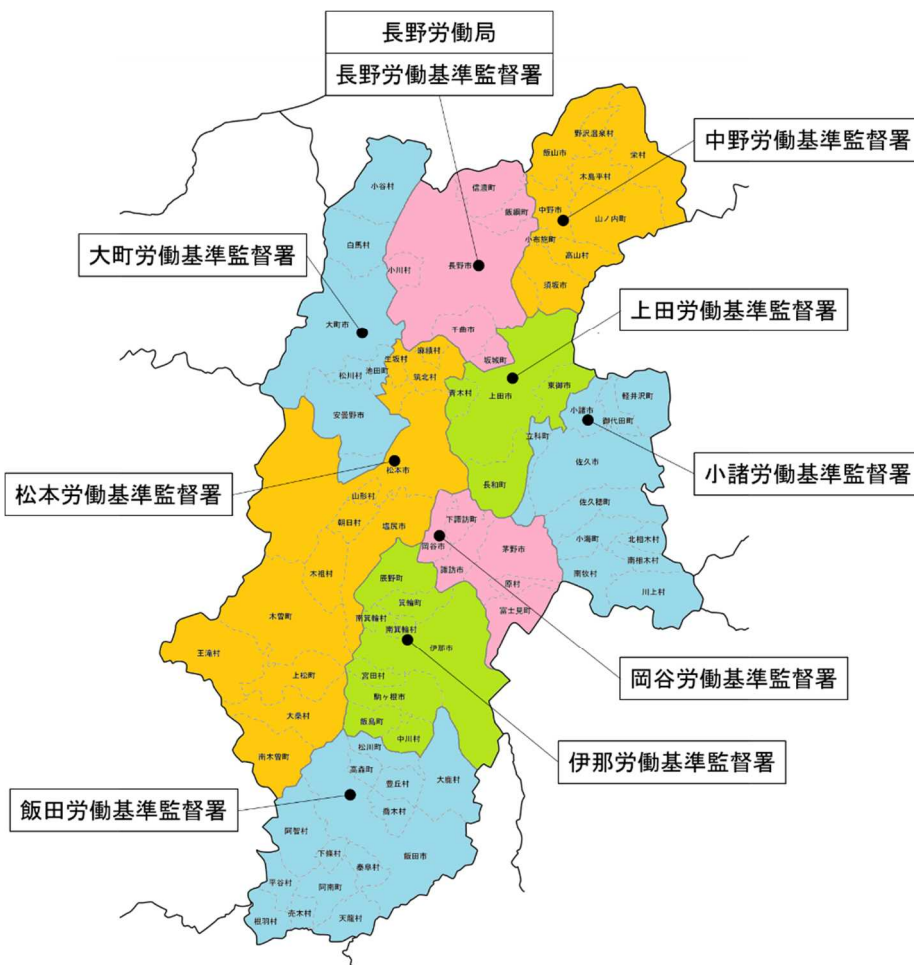 長野労働局
長野労働基準監督署
中野労働基準監督署
大町労働基準監督署
上田労働基準監督署
小諸労働基準監督署
松本労働基準監督署
岡谷労働基準監督署
伊那労働基準監督署
飯田労働基準監督署
野沢温泉村
飯山市
栄村
木島平村
小谷村
信濃町
飯綱町
中野市
山ノ内町
白馬村
小布施町
高山村
小川村
長野市
須坂市
大町市
千曲市
麻績村
生坂村
坂城町
池田町
松川村
筑北村
青木村
上田市
東御市
軽井沢町
小諸市
御代田町
安曇野市
立科町
佐久市
松本市
長和町
山形村
佐久穂町
朝日村
塩尻市
下諏訪町
岡谷市
茅野市
小海町
北相木村
南相木村
諏訪市
南牧村
川上村
木祖村
辰野町
原村
箕輪町
富士見町
木曽町
南箕輪村
南箕輪村
伊那市
王滝村
上松町
宮田村
駒ヶ根市
大桑村
飯島町
中川村
南木曽町
松川町
高森町
豊丘村
大鹿村
喬木村
阿智村
下條村
泰阜村
飯田市
平谷村
阿南町
売木村
根羽村
天龍村